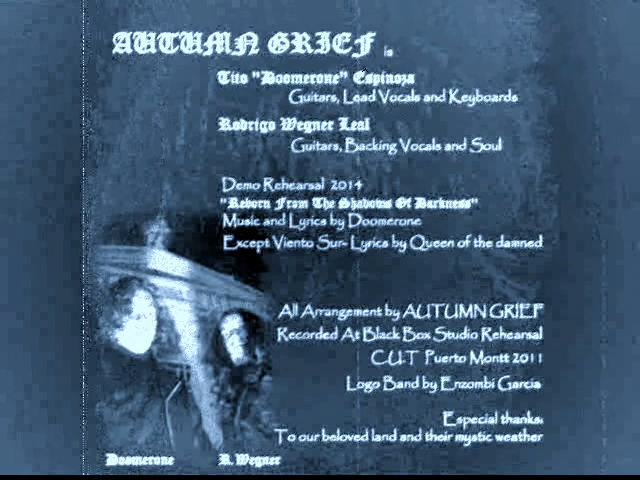 AUTUMN GRIEF is
Tito "Doomerone" Espinoza
Guitars, Lead Vocals and Keyboards
Rodrigo Wegner Leal
Guitars, Backing Vocals and Soul
Demo Rehearsal 2014
"Reborn From The Shadows Of Darkness"
Music and Lyrics by Doomerone
Except Viento Sur- Lyrics by Queen of the damned
All Arrangement by AUTUMN GRIEF
Recorded At Black Box Studio Rehearsal
C.U.T Puerto Montt 2011
Logo Band by Enzombi Garcia
Especial thanks:
To our beloved land and their mystic weather
Doomerone
R. Wegner